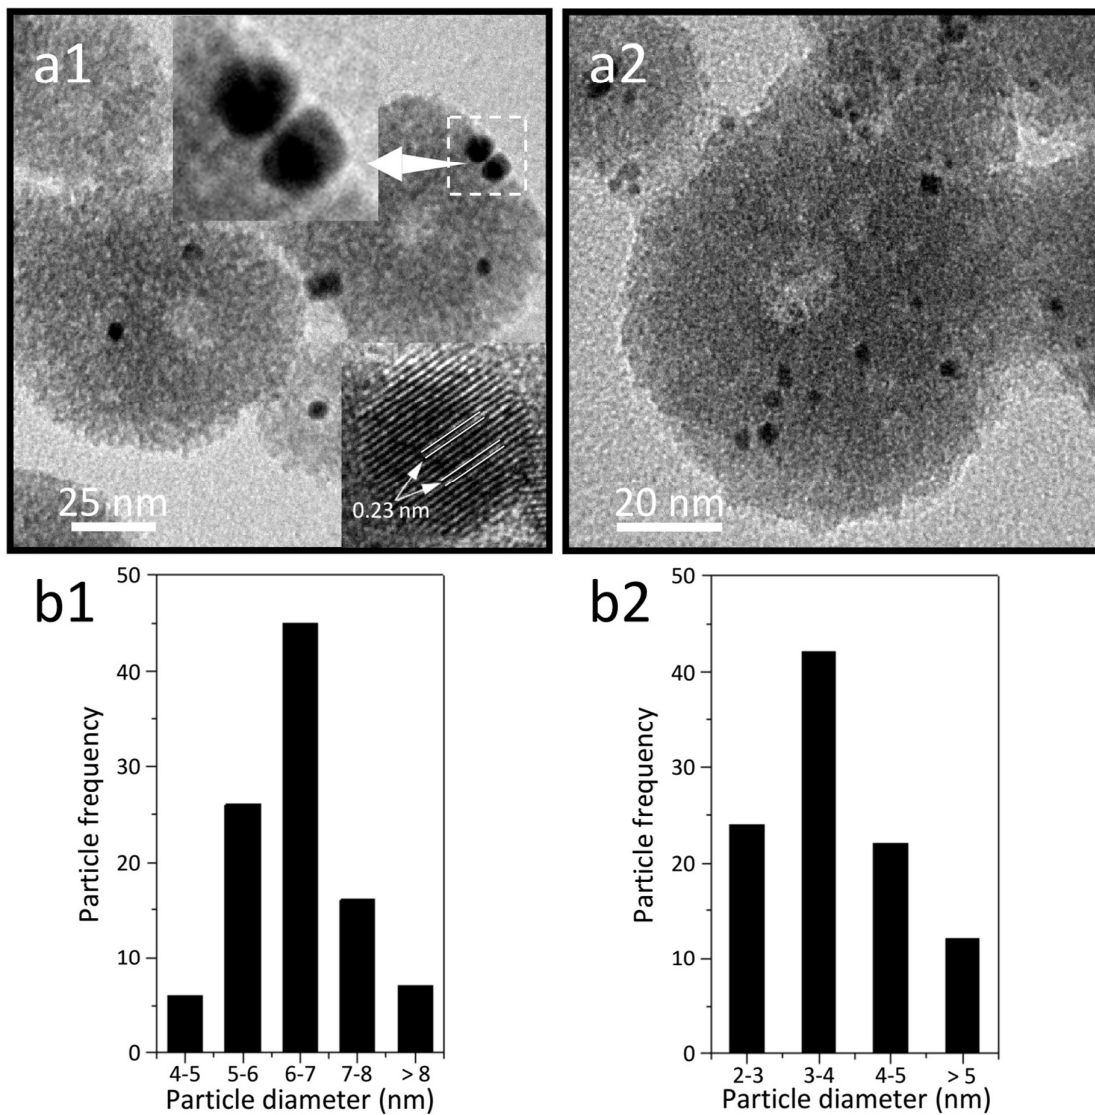 a1
a2
0.23 nm
25 nm
20 nm
b1
b2
50
40
30
20
10
0
Particle frequency
4-5
5-6
6-7
7-8
> 8
Particle diameter (nm)
50
40
30
20
10
0
Particle frequency
2-3
3-4
4-5
> 5
Particle diameter (nm)